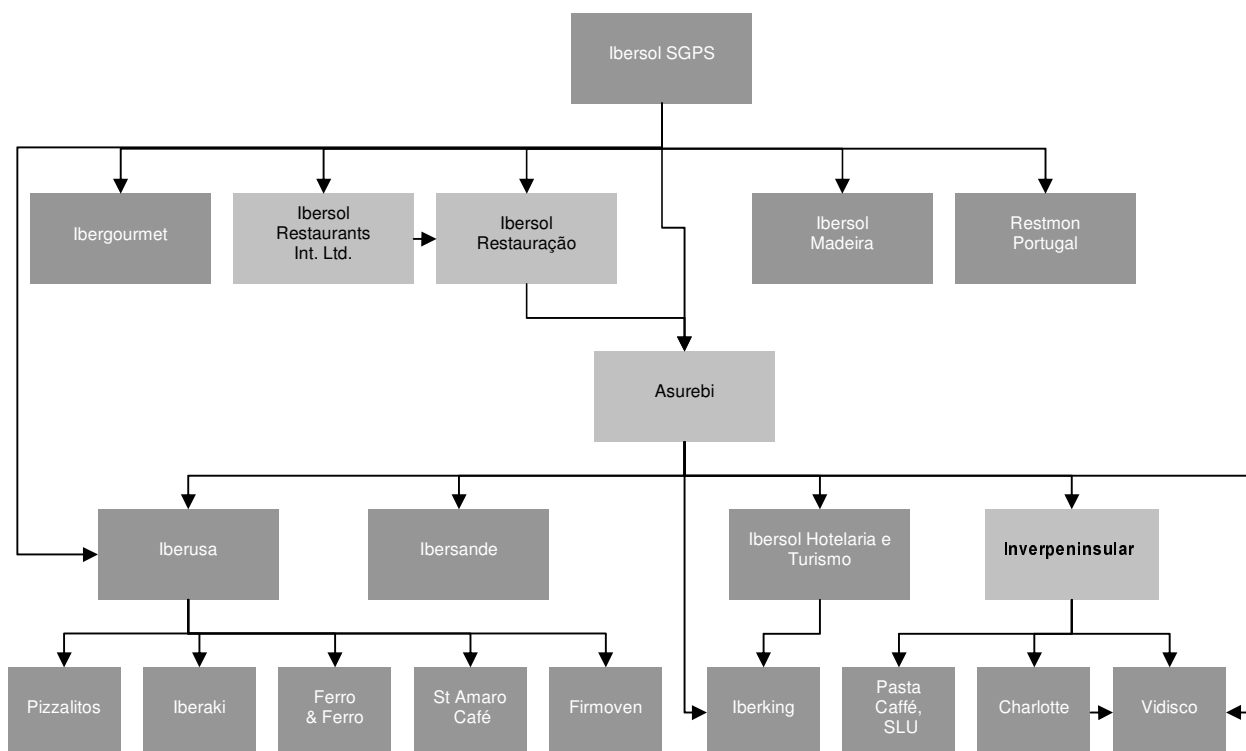 Ibersol SGPS
Ibergourmet
Ibersol
Restaurants
Int. Ltd.
Ibersol
Restauração
Ibersol
Madeira
Restmon
Portugal
Asurebi
Iberusa
Ibersande
Ibersol Hotelaria e
Turismo
Inverpeninsular
Pizzalitos
Iberaki
Ferro
& Ferro
St Amaro
Café
Firmoven
Iberking
Pasta
Caffé,
SLU
Charlotte
Vidisco